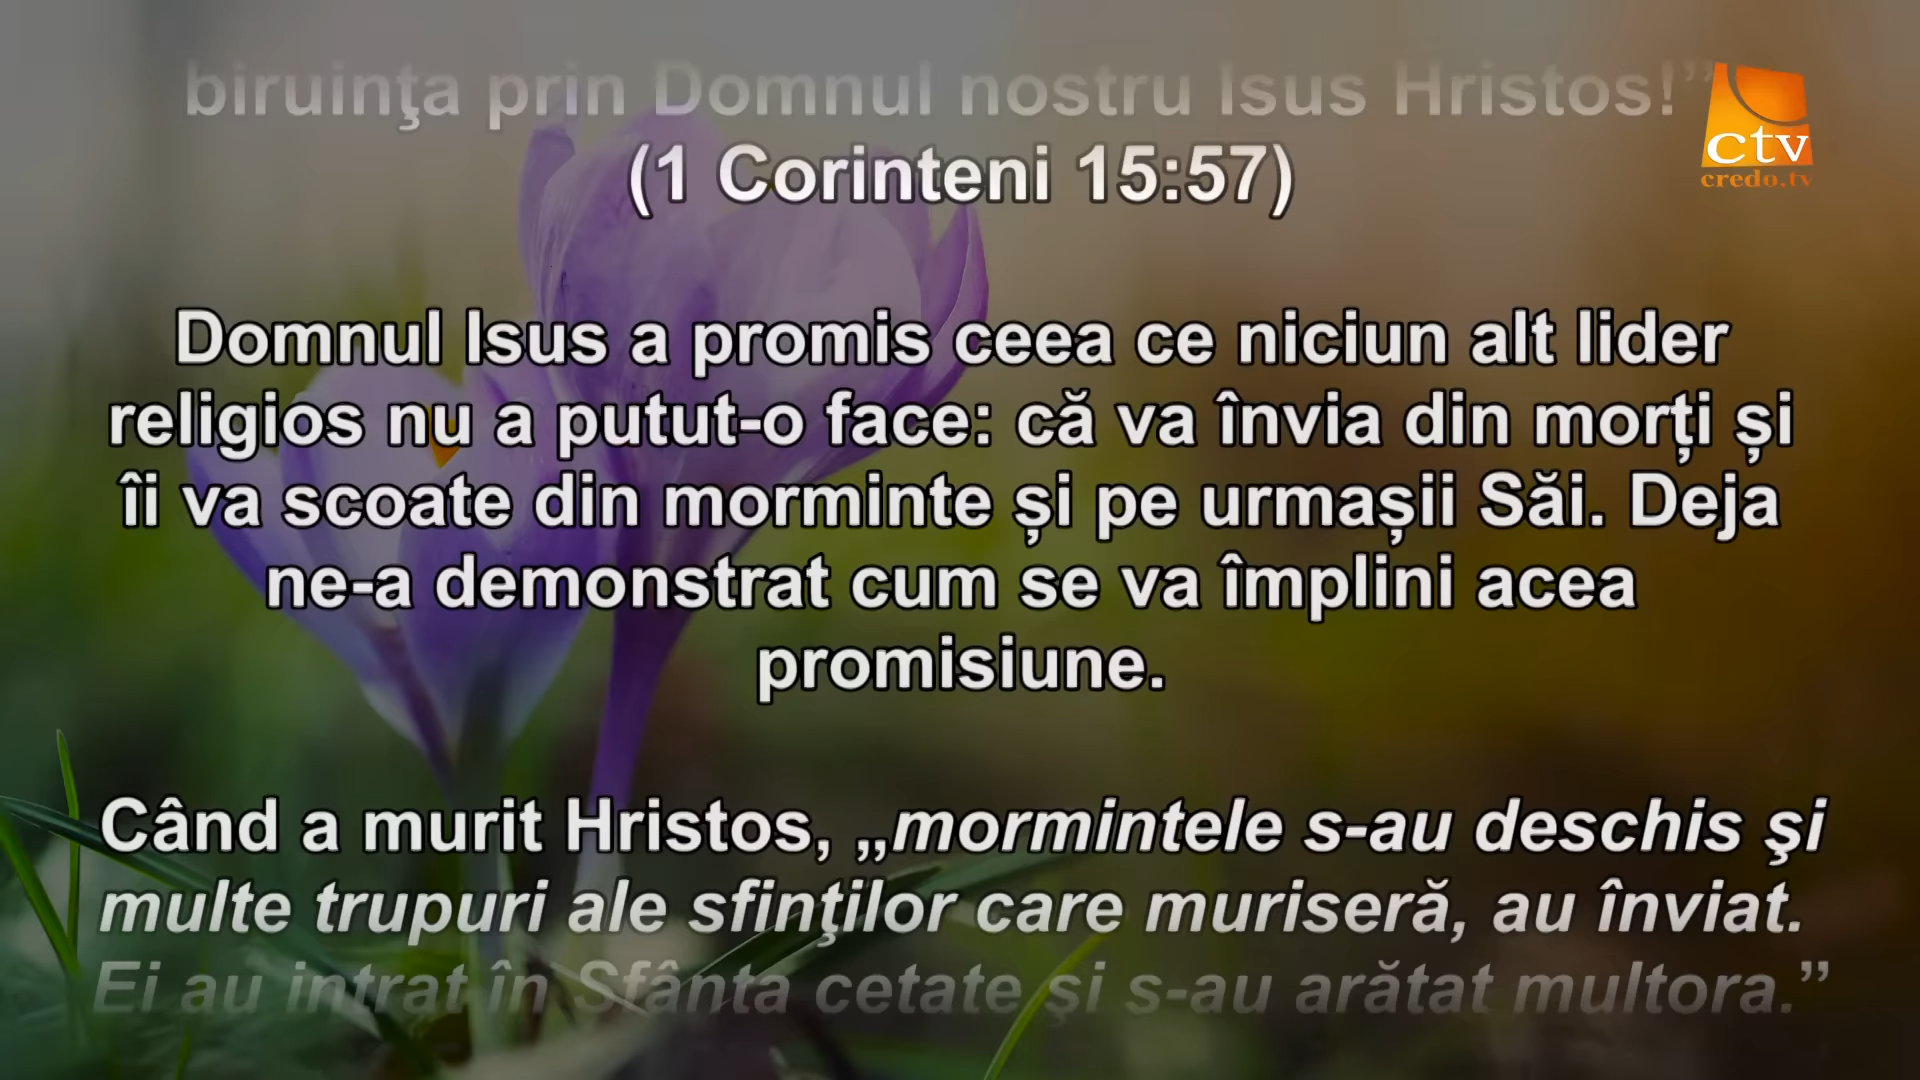 biruinţa prin Domnul nostru Isus Hristos!”
(1 Corinteni 15:57)
Domnul Isus a promis ceea ce niciun alt lider
religios nu a putut-o face: că va învia din morți și
îi va scoate din morminte și pe urmașii Săi. Deja
ne-a demonstrat cum se va împlini acea
promisiune.
Când a murit Hristos, „mormintele s-au deschis şi
multe trupuri ale sfinţilor care muriseră, au înviat.
Ei au intrat în Sfânta cetate şi s-au arătat multora.”
ctv
credo.tv